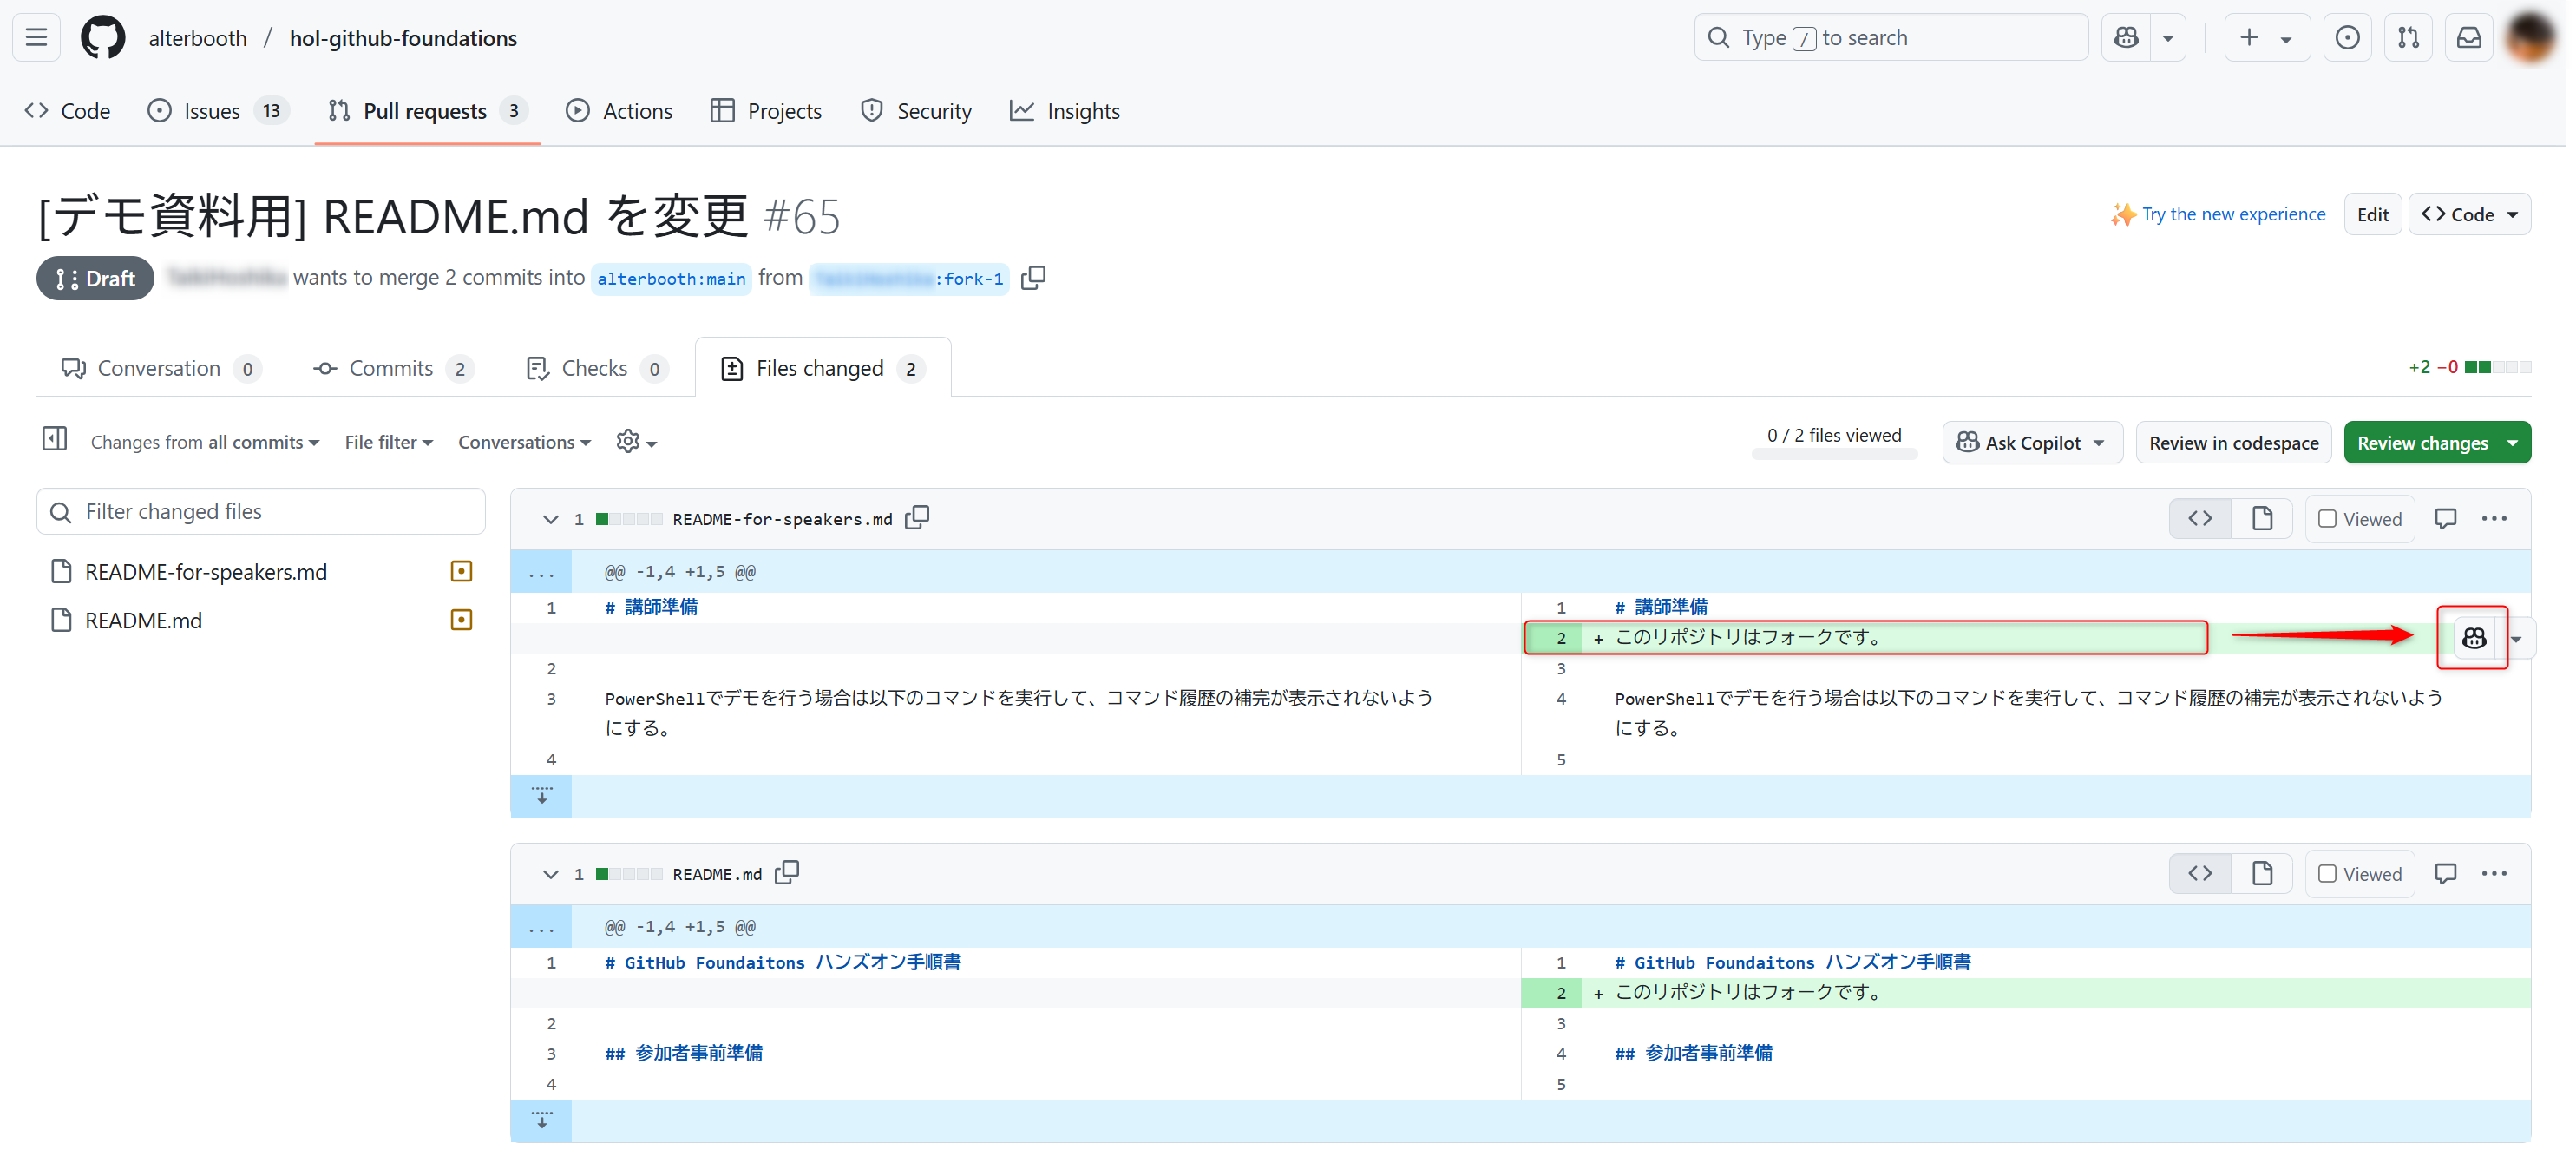 alterbooth / hol-github-foundations
Type / to search
Code
Issues 13
Pull requests 3
Actions
Projects
Security
Insights
[デモ資料用] README.md を変更 #65
Try the new experience
Edit
Code
Draft
wants to merge 2 commits into alterbooth:main from :fork-1
Conversation 0
Commits 2
Checks 0
Files changed 2
+2 −0
Changes from all commits
File filter
Conversations
0 / 2 files viewed
Ask Copilot
Review in codespace
Review changes
Filter changed files
README-for-speakers.md
README.md
1 README-for-speakers.md
Viewed
...
@@ -1,4 +1,5 @@
1 # 講師準備
1 # 講師準備
2 + このリポジトリはフォークです。
2
3
3 PowerShellでデモを行う場合は以下のコマンドを実行して、コマンド履歴の補完が表示されないよう
にする。
4 PowerShellでデモを行う場合は以下のコマンドを実行して、コマンド履歴の補完が表示されないよう
にする。
4
5
1 README.md
Viewed
...
@@ -1,4 +1,5 @@
1 # GitHub Foundaitons ハンズオン手順書
1 # GitHub Foundaitons ハンズオン手順書
2 + このリポジトリはフォークです。
2
3
3 ## 参加者事前準備
4 ## 参加者事前準備
4
5